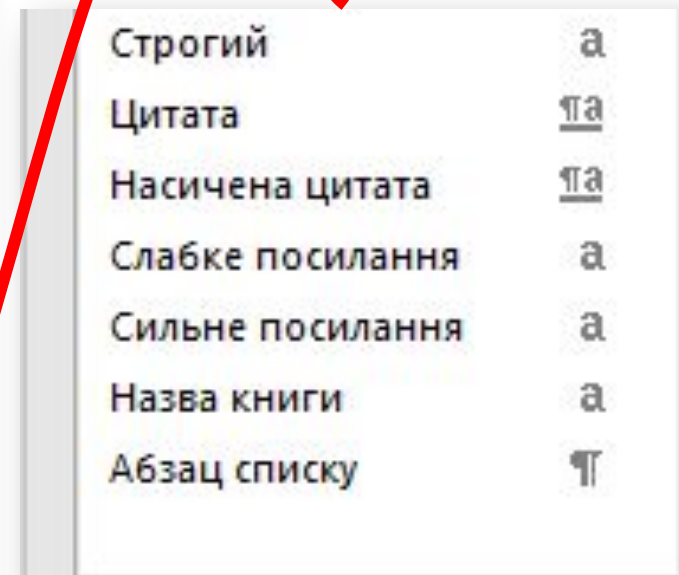 Строгий a
Цитата ¶a
Насичена цитата ¶a
Слабке посилання a
Сильне посилання a
Назва книги a
Абзац списку ¶